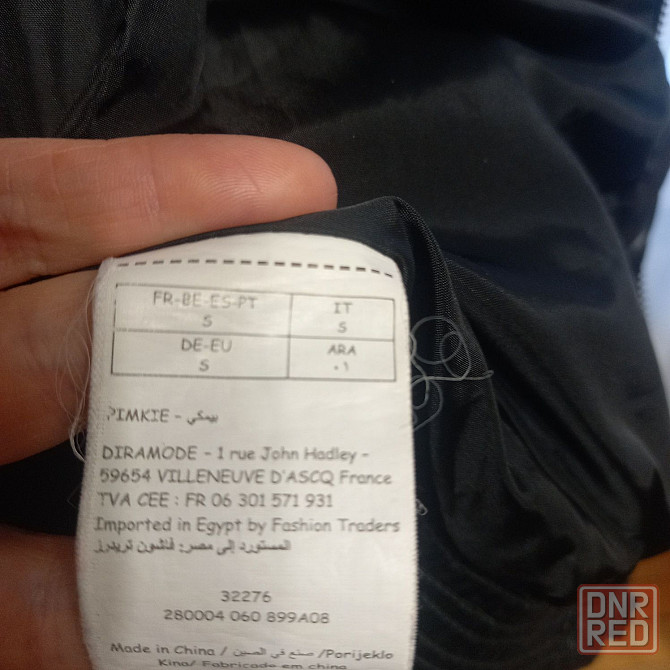 FR-BE-ES-PT
S
IT
S
DE-EU
S
ARA
٠١
PIMKIE - بيمكي
DIRAMODE - 1 rue John Hadley -
59654 VILLENEUVE D'ASCQ France
TVA CEE : FR 06 301 571 931
Imported in Egypt by Fashion Traders
المستورد إلى مصر: فاشون تريدرز
32276
280004 060 899A08
Made in China / صنع في الصين /Porijeklo
Kina/ Fabricado em china
DNR
RED